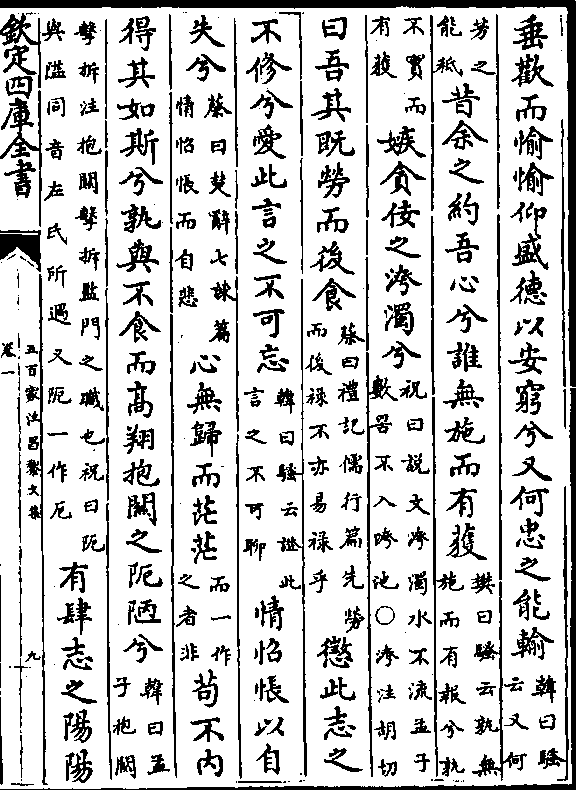 垂歡而愉愉仰盛德以安窮兮又何忠之能輸韓曰騷云又何
芳之能祗昔余之約吾心兮誰無施而有獲樊曰騷云孰無施而有報兮孰
不實而有穫嫉貪佞之洿濁兮祝曰説文洿濁水不流孟子數罟不入洿池○洿注胡切
曰吾其既勞而後食蔡曰禮記儒行篇先勞而後祿不亦易祿乎懲此志之
不修兮愛此言之不可忘韓曰騷云證此言之不可聊情怊悵以自
失兮蔡曰楚辭七諫篇情怊悵而自悲心無歸而茫茫而一作之者非苟不内
得其如斯兮孰與不食而高翔抱關之阨陋兮韓曰孟子抱關
擊拆注抱關擊拆監門之職也祝曰阨與隘同音左氏所遇又阨一作厄有肆志之陽陽
欽定四庫全書
五百家注昌黎文集
卷一
九